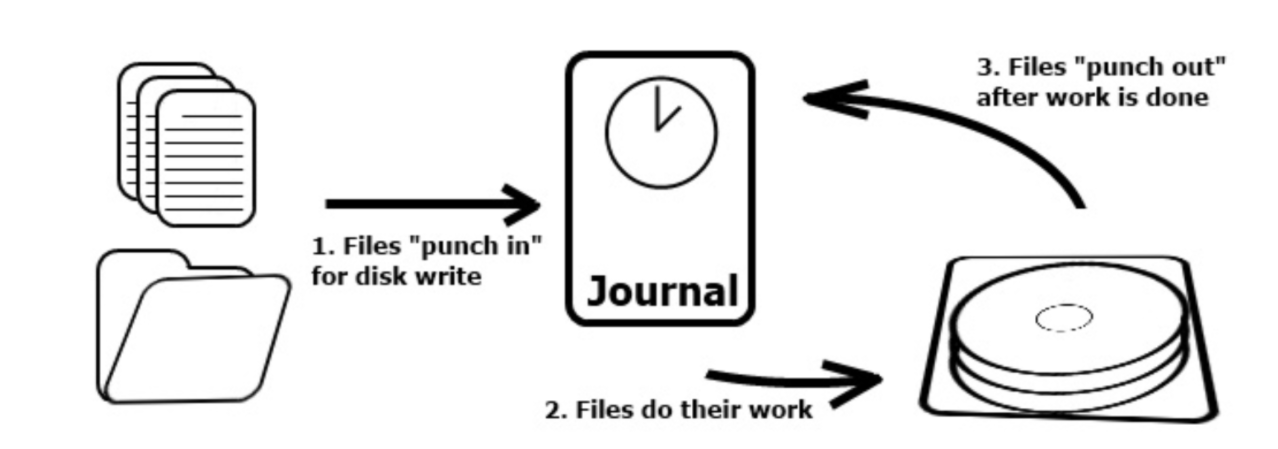 1. Files "punch in"
for disk write
Journal
2. Files do their work
3. Files "punch out"
after work is done